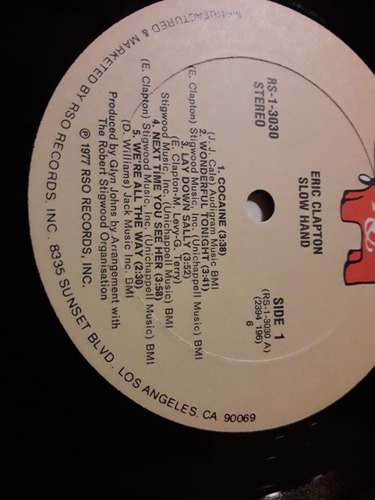 ERIC CLAPTON
SLOW HAND
RS-1-3030
STEREO
SIDE 1
(RS-1-3030 A)
(2394 196)
6
1. COCAINE (3:38)
(J. J. Cale) Audigram Music BMI
2. WONDERFUL TONIGHT (3:41)
(E. Clapton) Stigwood Music, Inc. (Unichappell Music) BMI
3. LAY DOWN SALLY (3:52)
(E. Clapton-M. Levy-G. Terry)
Stigwood Music, Inc. (Unichappell Music) BMI
4. NEXT TIME YOU SEE HER (3:58)
(E. Clapton) Stigwood Music, Inc. (Unichappell Music) BMI
5. WE'RE ALL THE WAY (2:30)
(D. Williams) Jack Music Inc. BMI
Produced by Glyn Johns by Arrangement with
The Robert Stigwood Organisation
℗ 1977 RSO RECORDS, INC.
MANUFACTURED & MARKETED BY RSO RECORDS, INC. 8335 SUNSET BLVD., LOS ANGELES, CA 90069